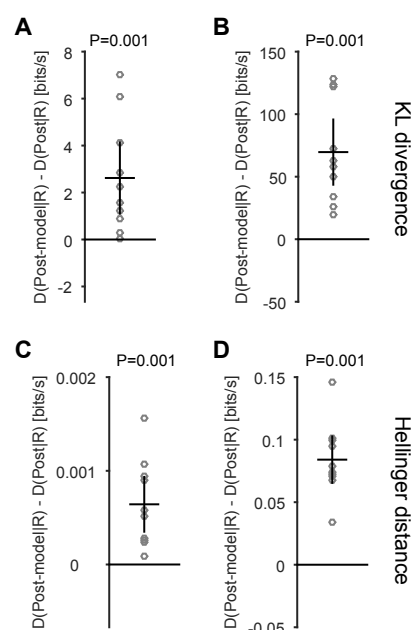 A
P=0.001
D(Post-model|R) - D(Post|R) [bits/s]
8
6
4
2
0
-2
B
P=0.001
D(Post-model|R) - D(Post|R) [bits/s]
150
100
50
0
-50
KL divergence
C
P=0.001
D(Post-model|R) - D(Post|R) [bits/s]
0.002
0.001
0
D
P=0.001
D(Post-model|R) - D(Post|R) [bits/s]
0.15
0.1
0.05
0
-0.05
Hellinger distance